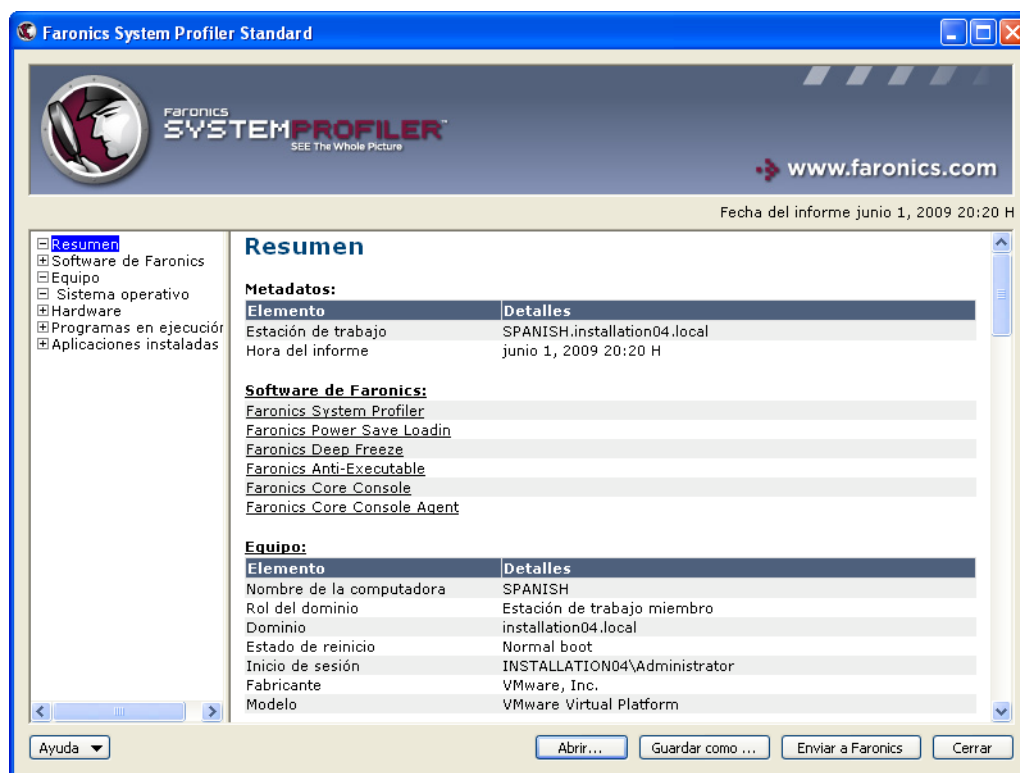 Faronics System Profiler Standard
Faronics
SYSTEMPROFILER™
SEE The Whole Picture
www.faronics.com
Fecha del informe junio 1, 2009 20:20 H
Resumen
Software de Faronics
Equipo
Sistema operativo
Hardware
Programas en ejecución
Aplicaciones instaladas
Resumen
Metadatos:
Elemento Detalles
Estación de trabajo SPANISH.installation04.local
Hora del informe junio 1, 2009 20:20 H
Software de Faronics:
Faronics System Profiler
Faronics Power Save Loadin
Faronics Deep Freeze
Faronics Anti-Executable
Faronics Core Console
Faronics Core Console Agent
Equipo:
Elemento Detalles
Nombre de la computadora SPANISH
Rol del dominio Estación de trabajo miembro
Dominio installation04.local
Estado de reinicio Normal boot
Inicio de sesión INSTALLATION04\Administrator
Fabricante VMware, Inc.
Modelo VMware Virtual Platform
Ayuda
Abrir... Guardar como ... Enviar a Faronics Cerrar